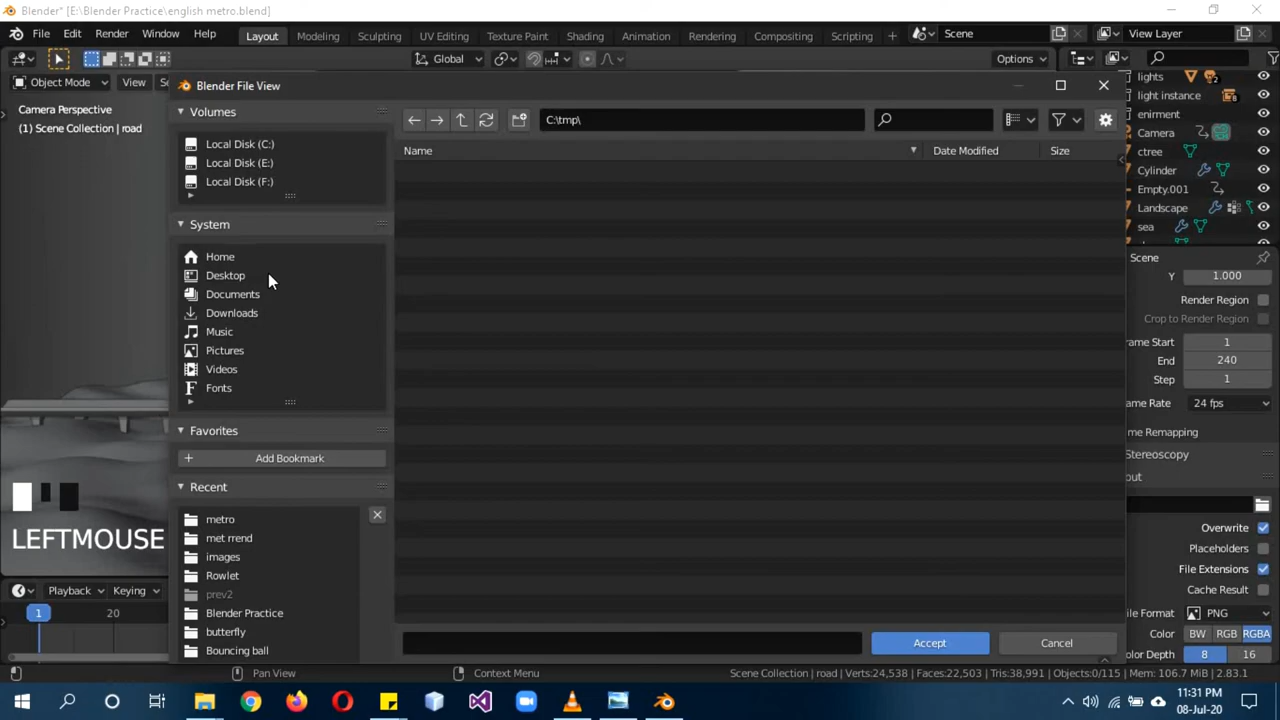 Blender* [E:\Blender Practice\english metro.blend]
File Edit Render Window Help Layout Modeling Sculpting UV Editing Texture Paint Shading Animation Rendering Compositing Scripting + Scene View Layer
Global Options
Object Mode View
Camera Perspective
(1) Scene Collection | road
Blender File View
Volumes
Local Disk (C:)
Local Disk (E:)
Local Disk (F:)
System
Home
Desktop
Documents
Downloads
Music
Pictures
Videos
Fonts
Favorites
Add Bookmark
Recent
metro
met rrend
images
Rowlet
prev2
Blender Practice
butterfly
Bouncing ball
C:\tmp\
Name Date Modified Size
Accept Cancel
lights 2
light instance
enirment
Camera
ctree
Cylinder
Empty.001
Landscape
sea
Scene
Y 1.000
Render Region
Crop to Render Region
rame Start 1
End 240
Step 1
ame Rate 24 fps
me Remapping
Stereoscopy
Overwrite
Placeholders
File Extensions
Cache Result
ile Format PNG
Color BW RGB RGBA
Color Depth 8 16
LEFTMOUSE
Playback Keying
1 20
Pan View Context Menu Scene Collection | road | Verts:24,538 | Faces:22,503 | Tris:38,991 | Objects:0/115 | Mem: 106.7 MiB | 2.83.1
11:31 PM
08-Jul-20